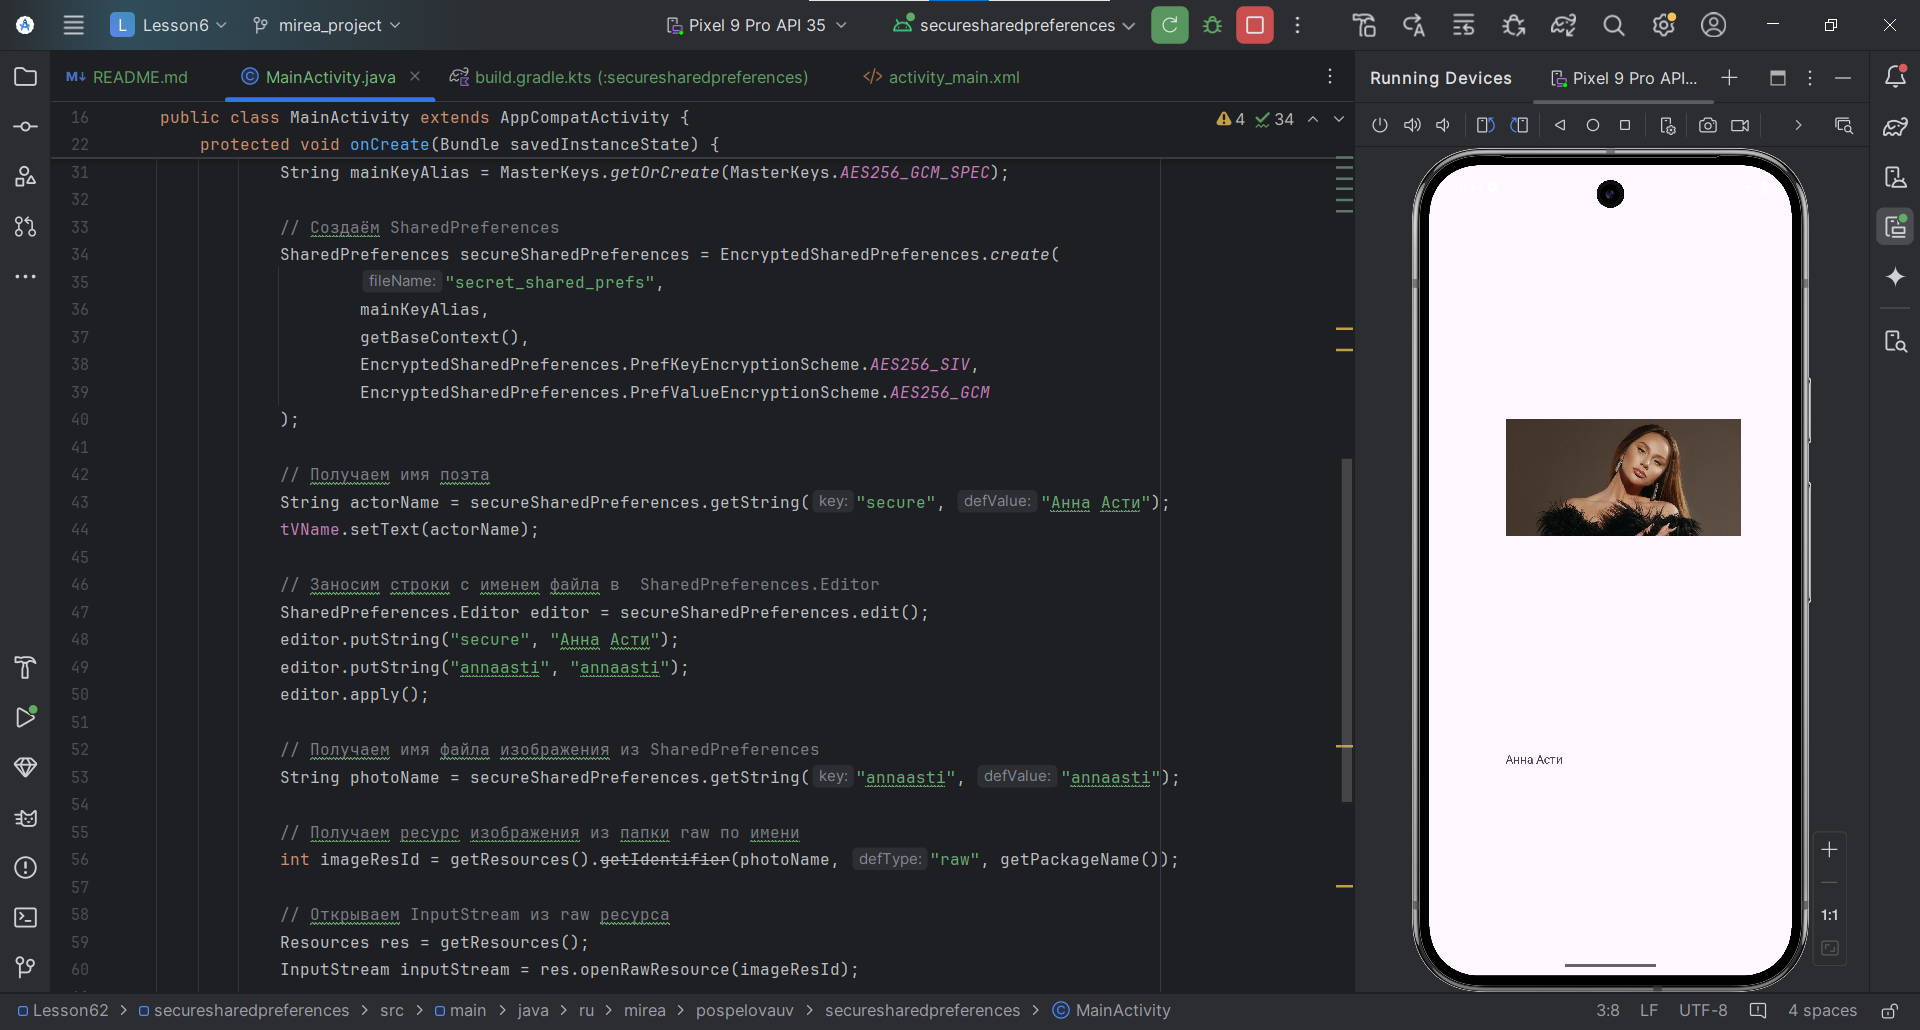 L Lesson6 mirea_project Pixel 9 Pro API 35 securesharedpreferences
README.md MainActivity.java build.gradle.kts (:securesharedpreferences) activity_main.xml Running Devices Pixel 9 Pro API...
16 public class MainActivity extends AppCompatActivity { 4 34
22 protected void onCreate(Bundle savedInstanceState) {
31 String mainKeyAlias = MasterKeys.getOrCreate(MasterKeys.AES256_GCM_SPEC);
32
33 // Создаём SharedPreferences
34 SharedPreferences secureSharedPreferences = EncryptedSharedPreferences.create(
35 fileName: "secret_shared_prefs",
36 mainKeyAlias,
37 getBaseContext(),
38 EncryptedSharedPreferences.PrefKeyEncryptionScheme.AES256_SIV,
39 EncryptedSharedPreferences.PrefValueEncryptionScheme.AES256_GCM
40 );
41
42 // Получаем имя поэта
43 String actorName = secureSharedPreferences.getString( key: "secure", defValue: "Анна Асти");
44 tVName.setText(actorName);
45
46 // Заносим строки с именем файла в  SharedPreferences.Editor
47 SharedPreferences.Editor editor = secureSharedPreferences.edit();
48 editor.putString("secure", "Анна Асти");
49 editor.putString("annaasti", "annaasti");
50 editor.apply();
51
52 // Получаем имя файла изображения из SharedPreferences
53 String photoName = secureSharedPreferences.getString( key: "annaasti", defValue: "annaasti");
54
55 // Получаем ресурс изображения из папки raw по имени
56 int imageResId = getResources().getIdentifier(photoName, defType: "raw", getPackageName());
57
58 // Открываем InputStream из raw ресурса
59 Resources res = getResources();
60 InputStream inputStream = res.openRawResource(imageResId);
Анна Асти
1:1
Lesson62 > securesharedpreferences > src > main > java > ru > mirea > pospelovauv > securesharedpreferences > MainActivity 3:8 LF UTF-8 4 spaces